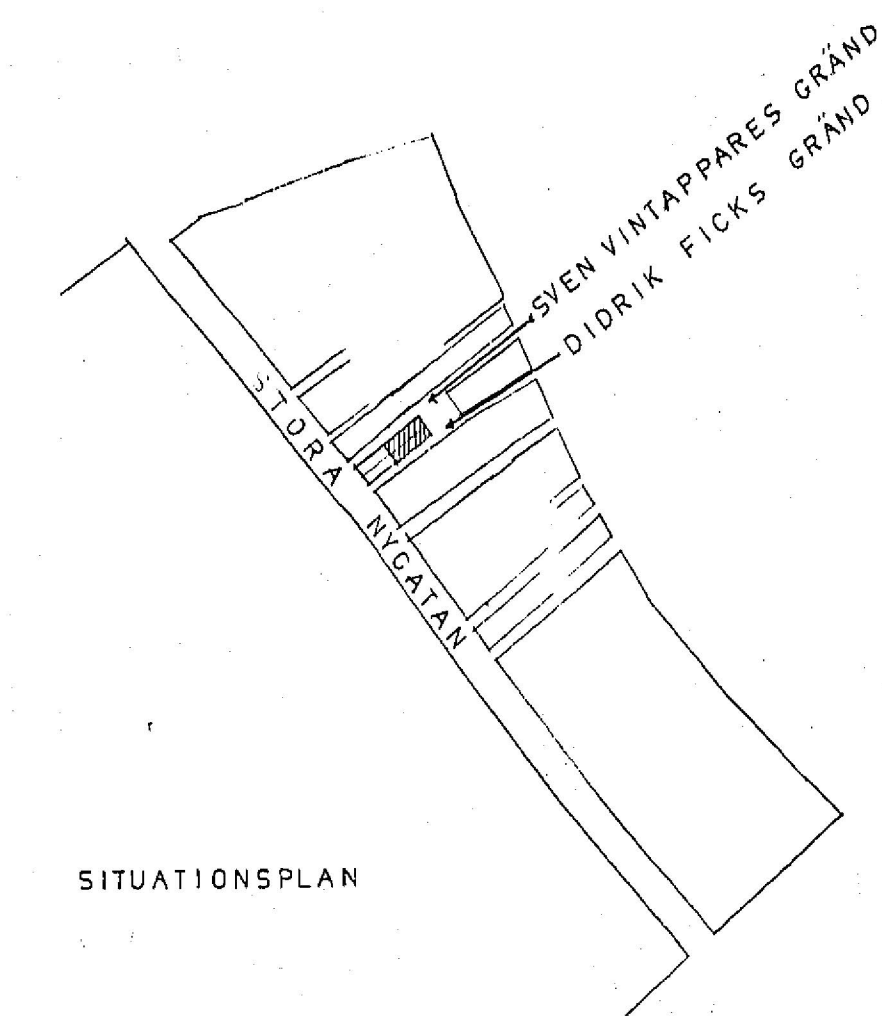 SVEN VINTAPPARES GRÄND
DIDRIK FICKS GRÄND
STORA NYGATAN
SITUATIONSPLAN